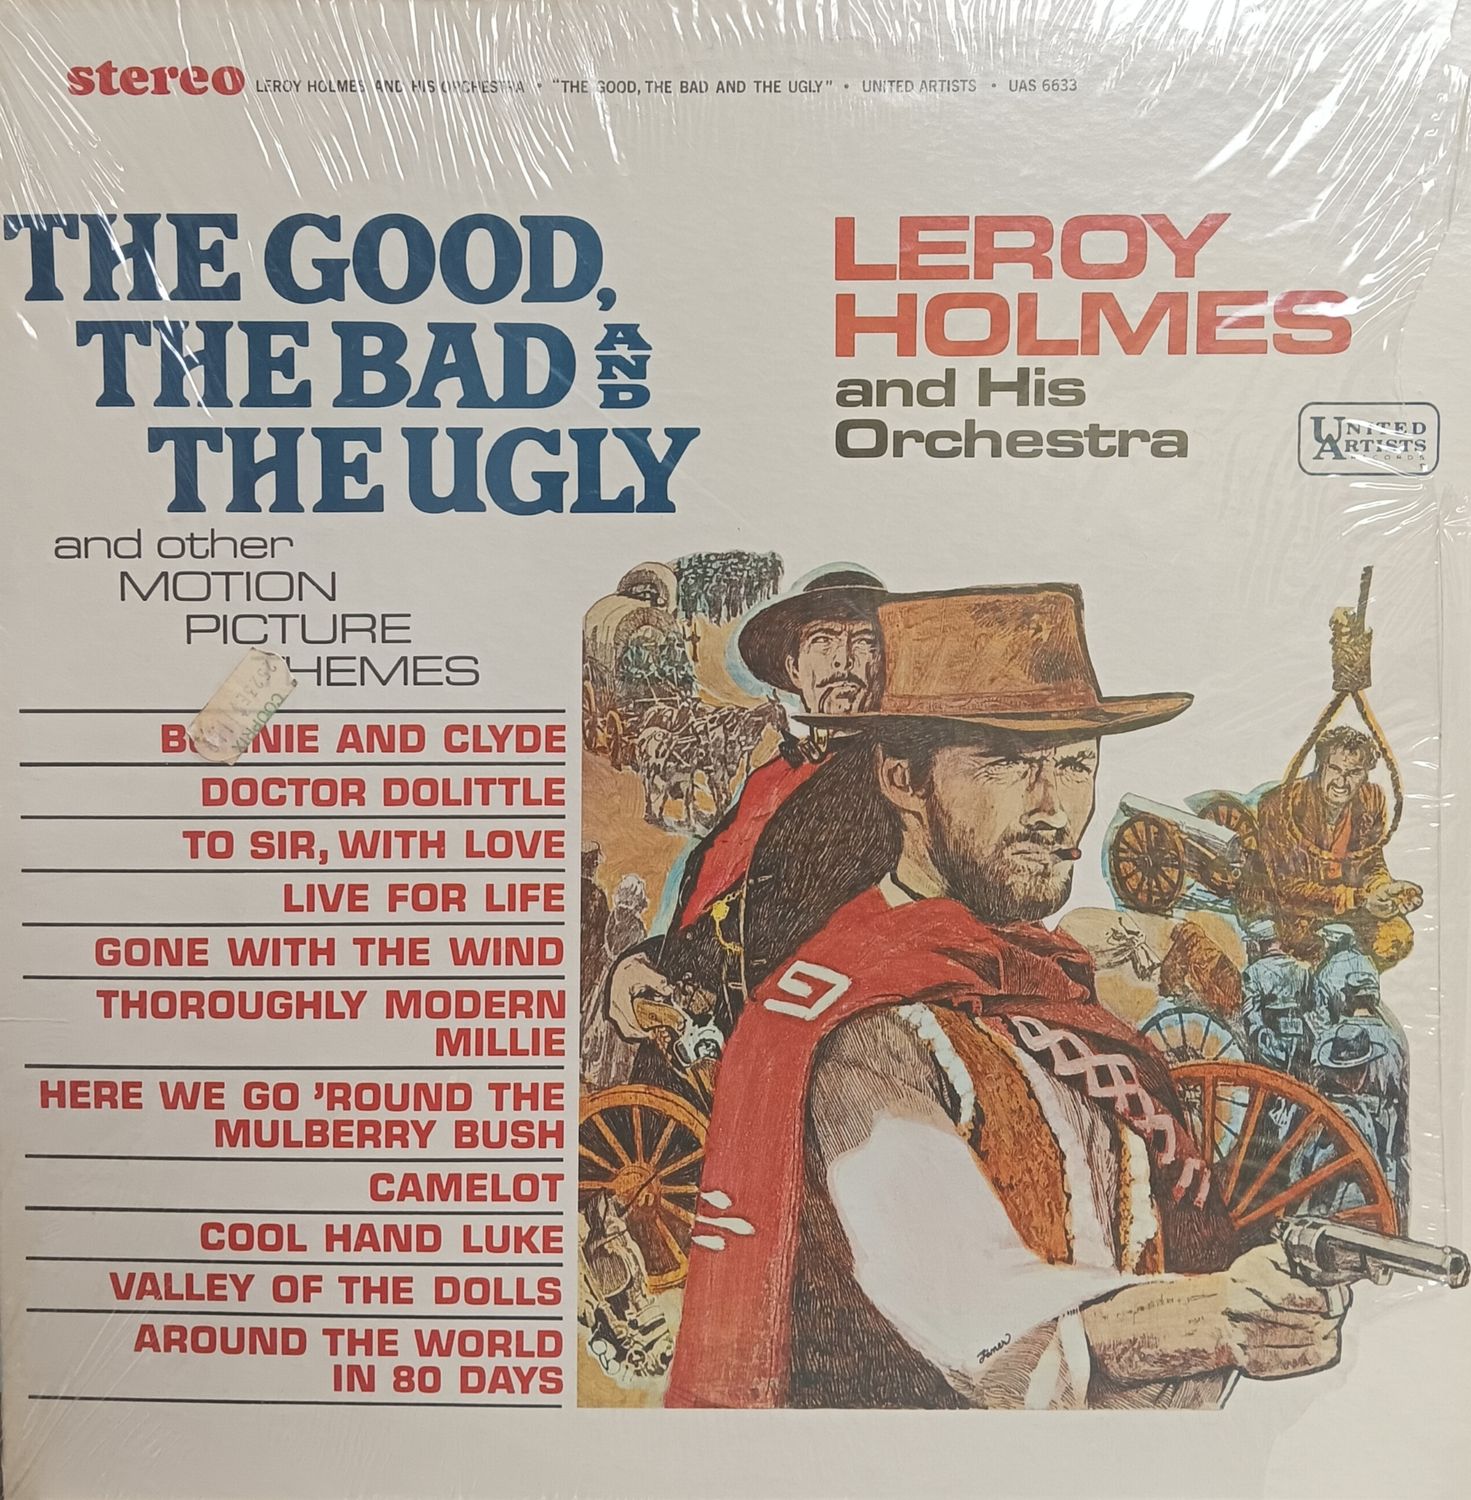 stereo LEROY HOLMES AND HIS ORCHESTRA • "THE GOOD, THE BAD AND THE UGLY" • UNITED ARTISTS • UAS 6633
THE GOOD,
THE BAD AND
THE UGLY
and other
MOTION
PICTURE
THEMES
LEROY
HOLMES
and His
Orchestra
UNITED
ARTISTS
RECORDS
BONNIE AND CLYDE
DOCTOR DOLITTLE
TO SIR, WITH LOVE
LIVE FOR LIFE
GONE WITH THE WIND
THOROUGHLY MODERN
MILLIE
HERE WE GO 'ROUND THE
MULBERRY BUSH
CAMELOT
COOL HAND LUKE
VALLEY OF THE DOLLS
AROUND THE WORLD
IN 80 DAYS